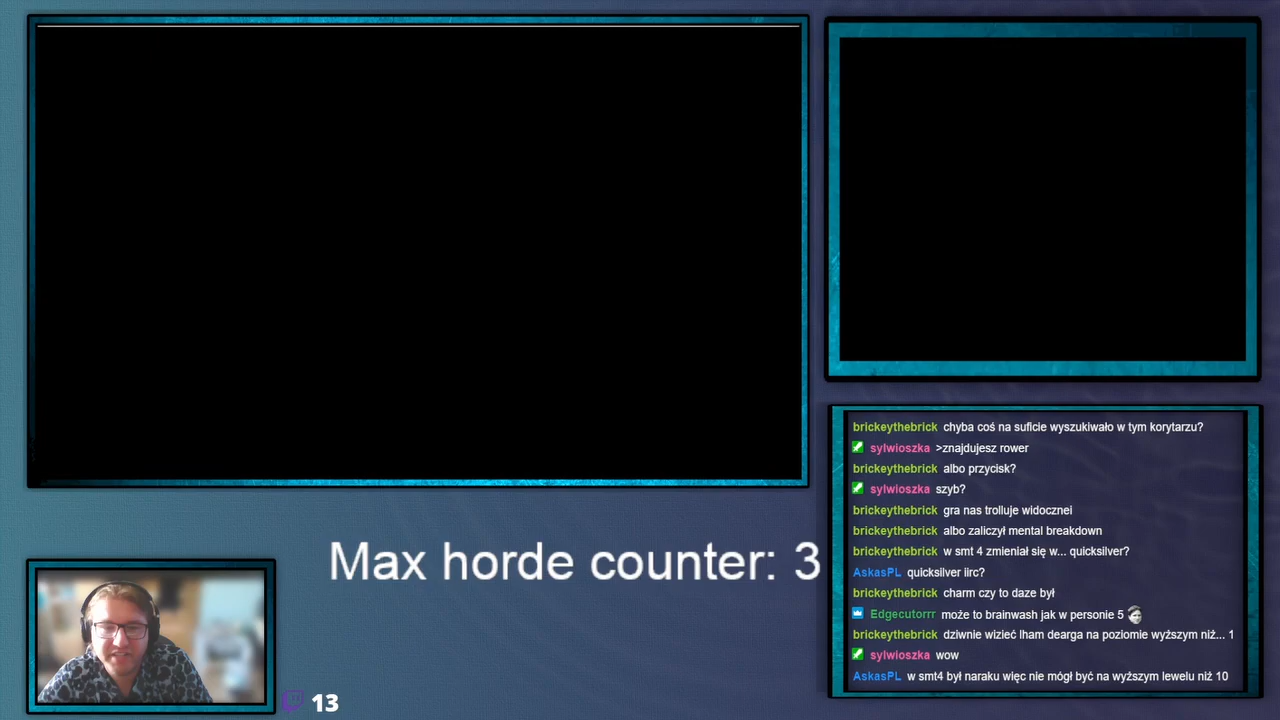 brickeythebrick chyba coś na suficie wyszukiwało w tym korytarzu?
sylwioszka >znajdujesz rower
brickeythebrick albo przycisk?
sylwioszka szyb?
brickeythebrick gra nas trolluje widocznei
brickeythebrick albo zaliczył mental breakdown
brickeythebrick w smt 4 zmieniał się w... quicksilver?
AskasPL quicksilver iirc?
brickeythebrick charm czy to daze był
Edgecutorrr może to brainwash jak w personie 5
brickeythebrick dziwnie wizieć lham dearga na poziomie wyższym niż... 1
sylwioszka wow
AskasPL w smt4 był naraku więc nie mógł być na wyższym lewelu niż 10
Max horde counter: 3
13